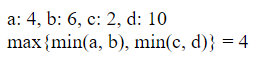 a: 4, b: 6, c: 2, d: 10
max{min(a, b), min(c, d)} = 4